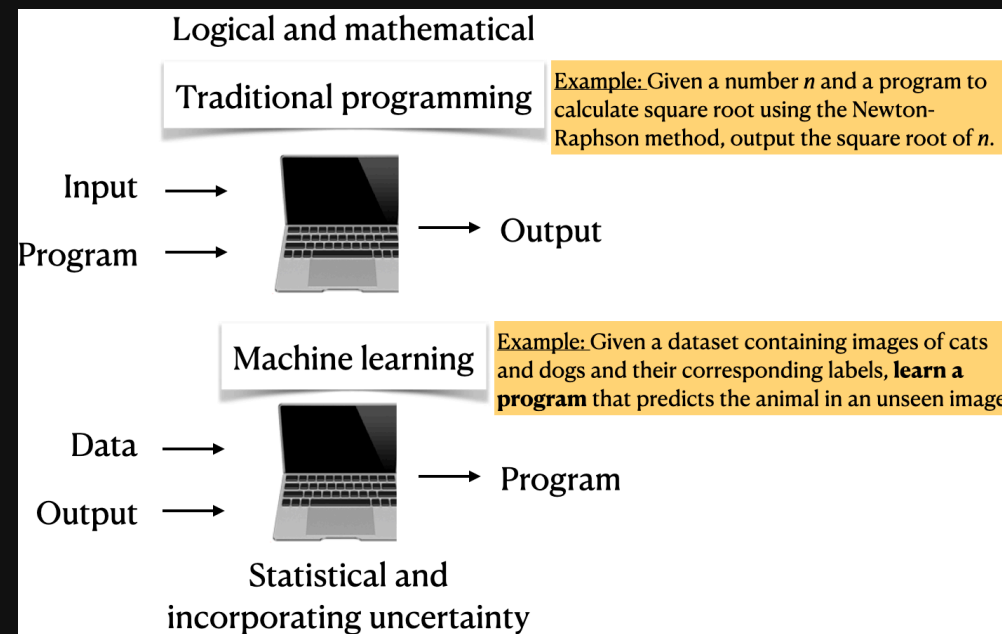 Logical and mathematical
Traditional programming
Example: Given a number n and a program to
calculate square root using the Newton-
Raphson method, output the square root of n.
Input
Program
Output
Machine learning
Example: Given a dataset containing images of cats
and dogs and their corresponding labels, learn a
program that predicts the animal in an unseen image
Data
Output
Program
Statistical and
incorporating uncertainty